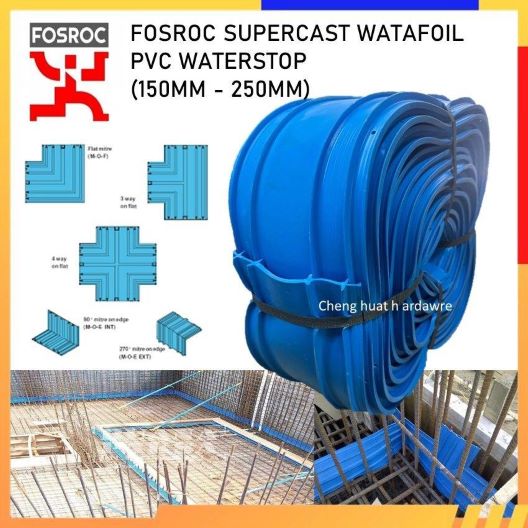 FOSROC
FOSROC SUPERCAST WATAFOIL
PVC WATERSTOP
(150MM - 250MM)
Flat mitre
(M-O-F)
3 way
on flat
4 way
on flat
90° mitre on edge
(M-O-E INT)
270° mitre on edge
(M-O-E EXT)
Cheng huat h ardawre